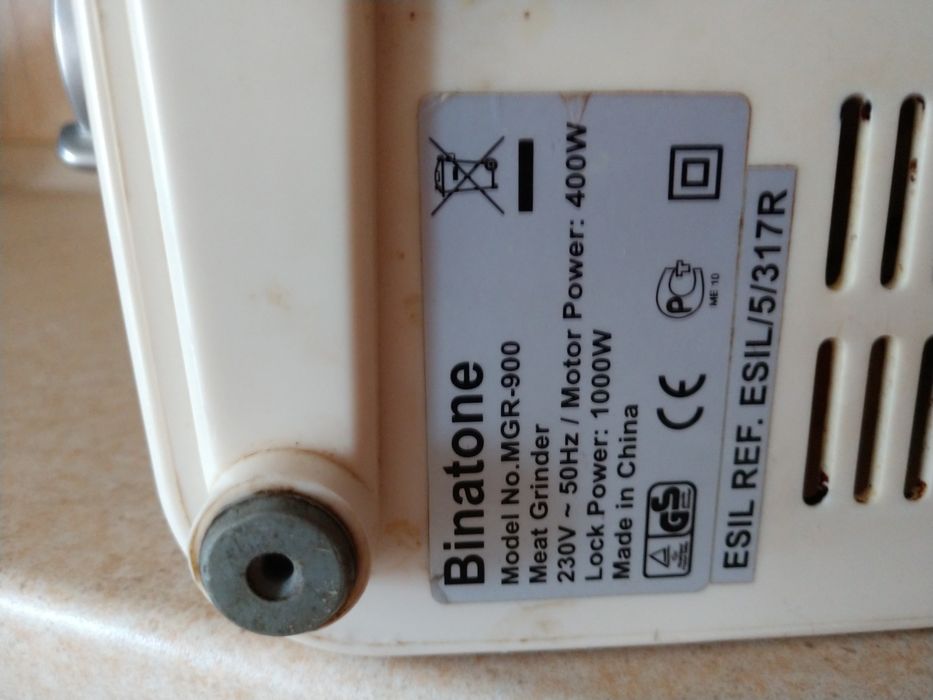 Binatone
Model No.MGR-900
Meat Grinder
230V ~ 50Hz / Motor Power: 400W
Lock Power: 1000W
Made in China
GS
CE
PCT
ME 10
ESIL REF. ESIL/5/317R